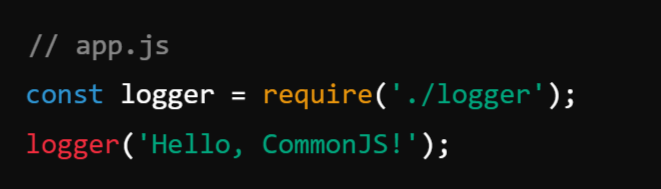 // app.js
const logger = require('./logger');
logger('Hello, CommonJS!');